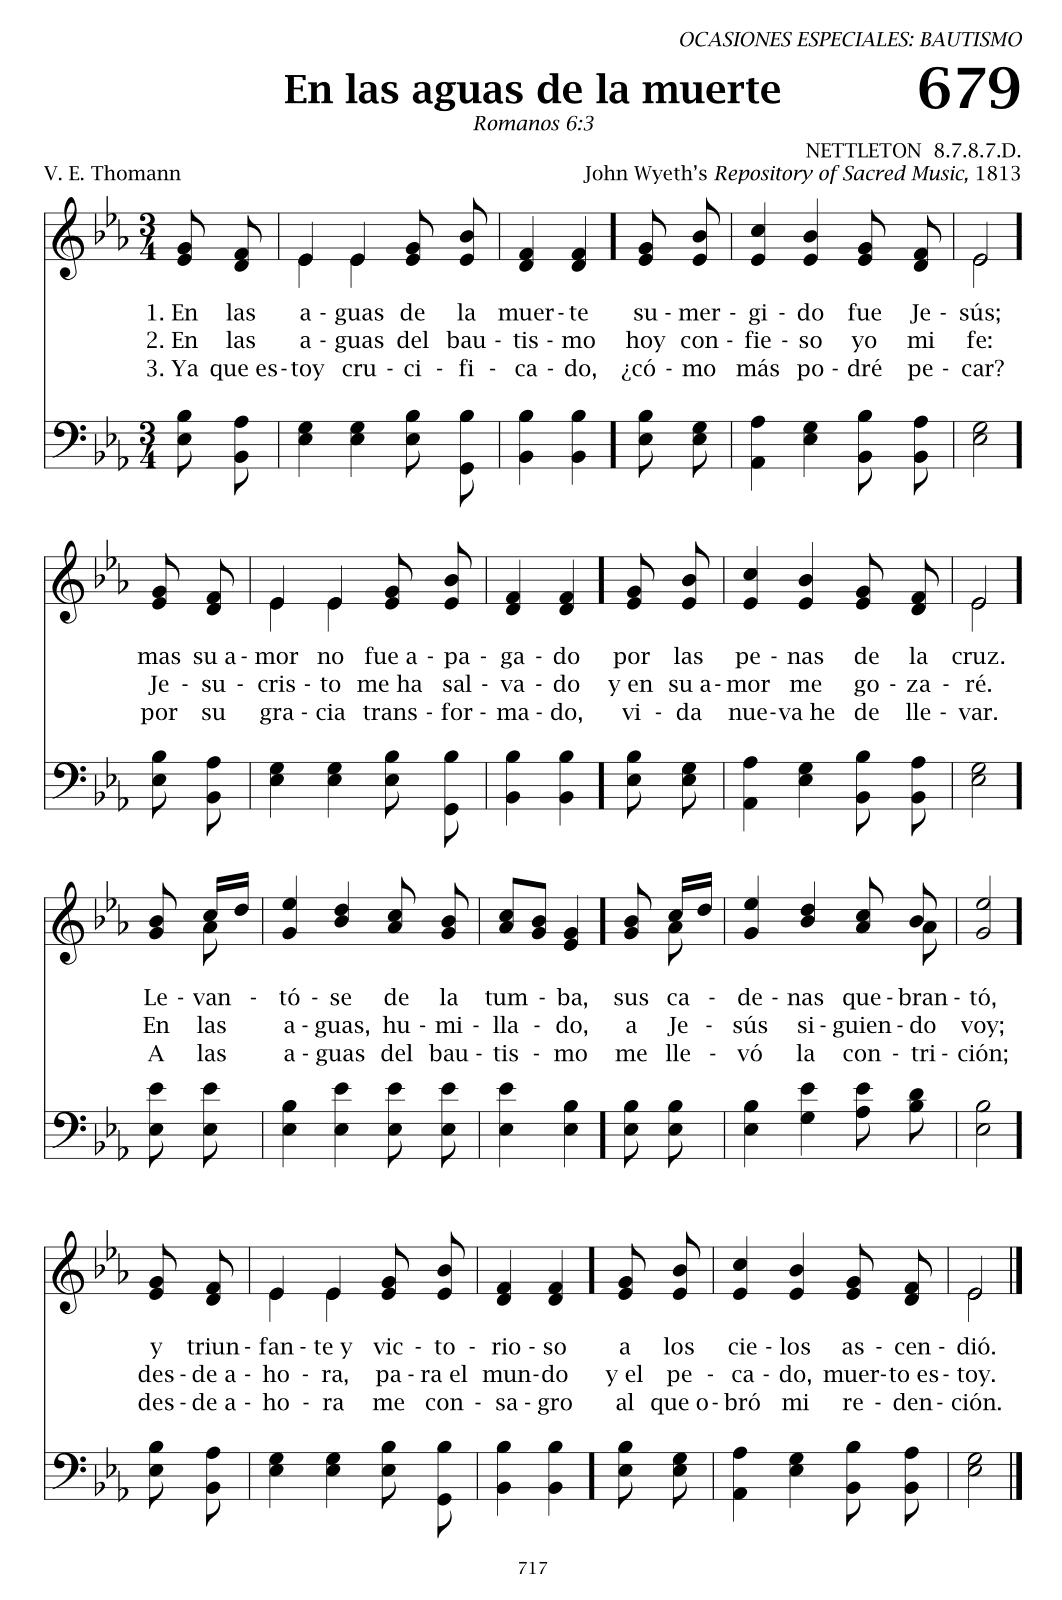 OCASIONES ESPECIALES: BAUTISMO
En las aguas de la muerte 679
Romanos 6:3
NETTLETON 8.7.8.7.D.
V. E. Thomann John Wyeth's Repository of Sacred Music, 1813
3 4
1. En las a - guas de la muer - te su - mer - gi - do fue Je - sús;
2. En las a - guas del bau - tis - mo hoy con - fie - so yo mi fe:
3. Ya que es - toy cru - ci - fi - ca - do, ¿có - mo más po - dré pe - car?
3 4
mas su a - mor no fue a - pa - ga - do por las pe - nas de la cruz.
Je - su - cris - to me ha sal - va - do y en su a - mor me go - za - ré.
por su gra - cia trans - for - ma - do, vi - da nue - va he de lle - var.
Le - van - tó - se de la tum - ba, sus ca - de - nas que - bran - tó,
En las a - guas, hu - mi - lla - do, a Je - sús si - guien - do voy;
A las a - guas del bau - tis - mo me lle - vó la con - tri - ción;
y triun - fan - te y vic - to - rio - so a los cie - los as - cen - dió.
des - de a - ho - ra, pa - ra el mun - do y el pe - ca - do, muer - to es - toy.
des - de a - ho - ra me con - sa - gro al que o - bró mi re - den - ción.
717